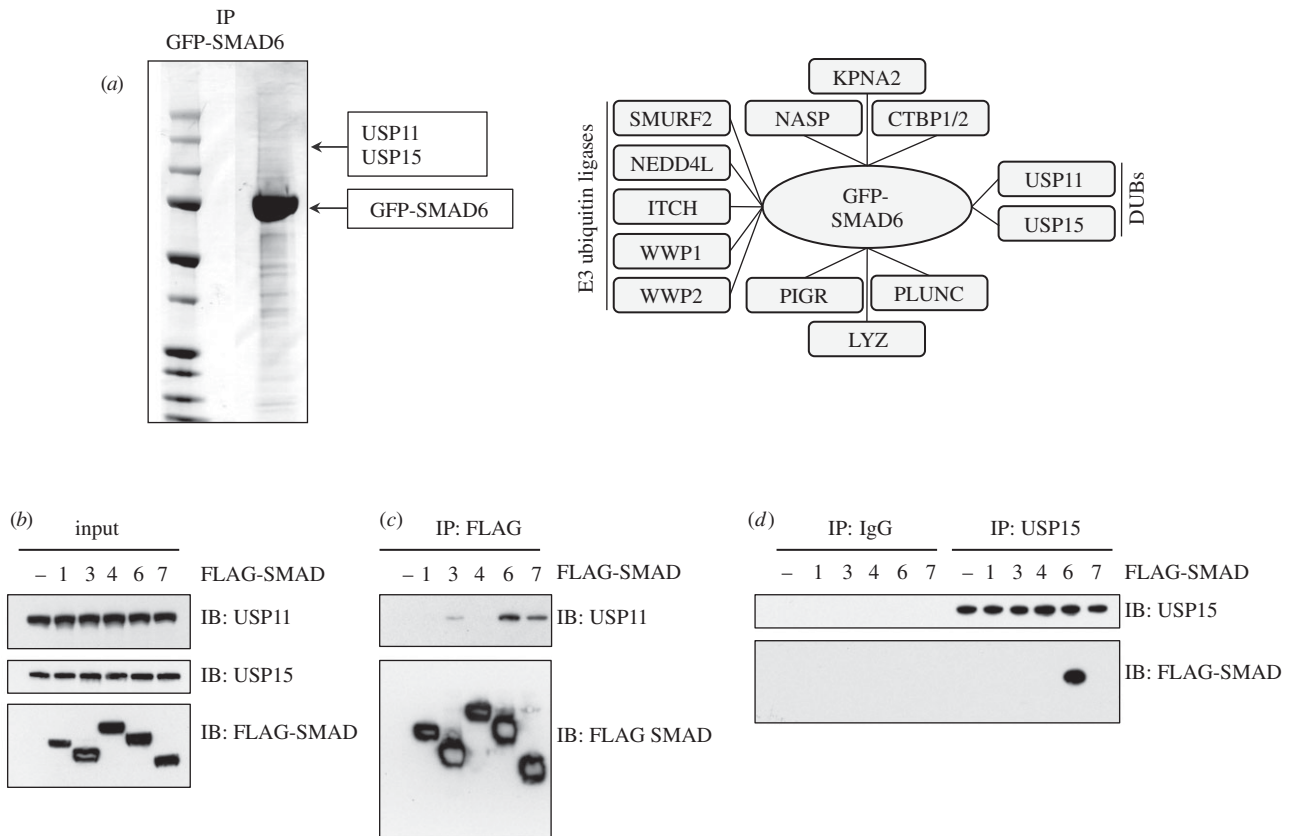 IP
GFP-SMAD6
(a)
USP11
USP15
GFP-SMAD6
E3 ubiquitin ligases
SMURF2
NEDD4L
ITCH
WWP1
WWP2
KPNA2
NASP
CTBP1/2
GFP-
SMAD6
USP11
USP15
DUBs
PIGR
PLUNC
LYZ
(b)
input
– 1 3 4 6 7 FLAG-SMAD
IB: USP11
IB: USP15
IB: FLAG-SMAD
(c)
IP: FLAG
– 1 3 4 6 7 FLAG-SMAD
IB: USP11
IB: FLAG SMAD
(d)
IP: IgG IP: USP15
– 1 3 4 6 7 – 1 3 4 6 7 FLAG-SMAD
IB: USP15
IB: FLAG-SMAD